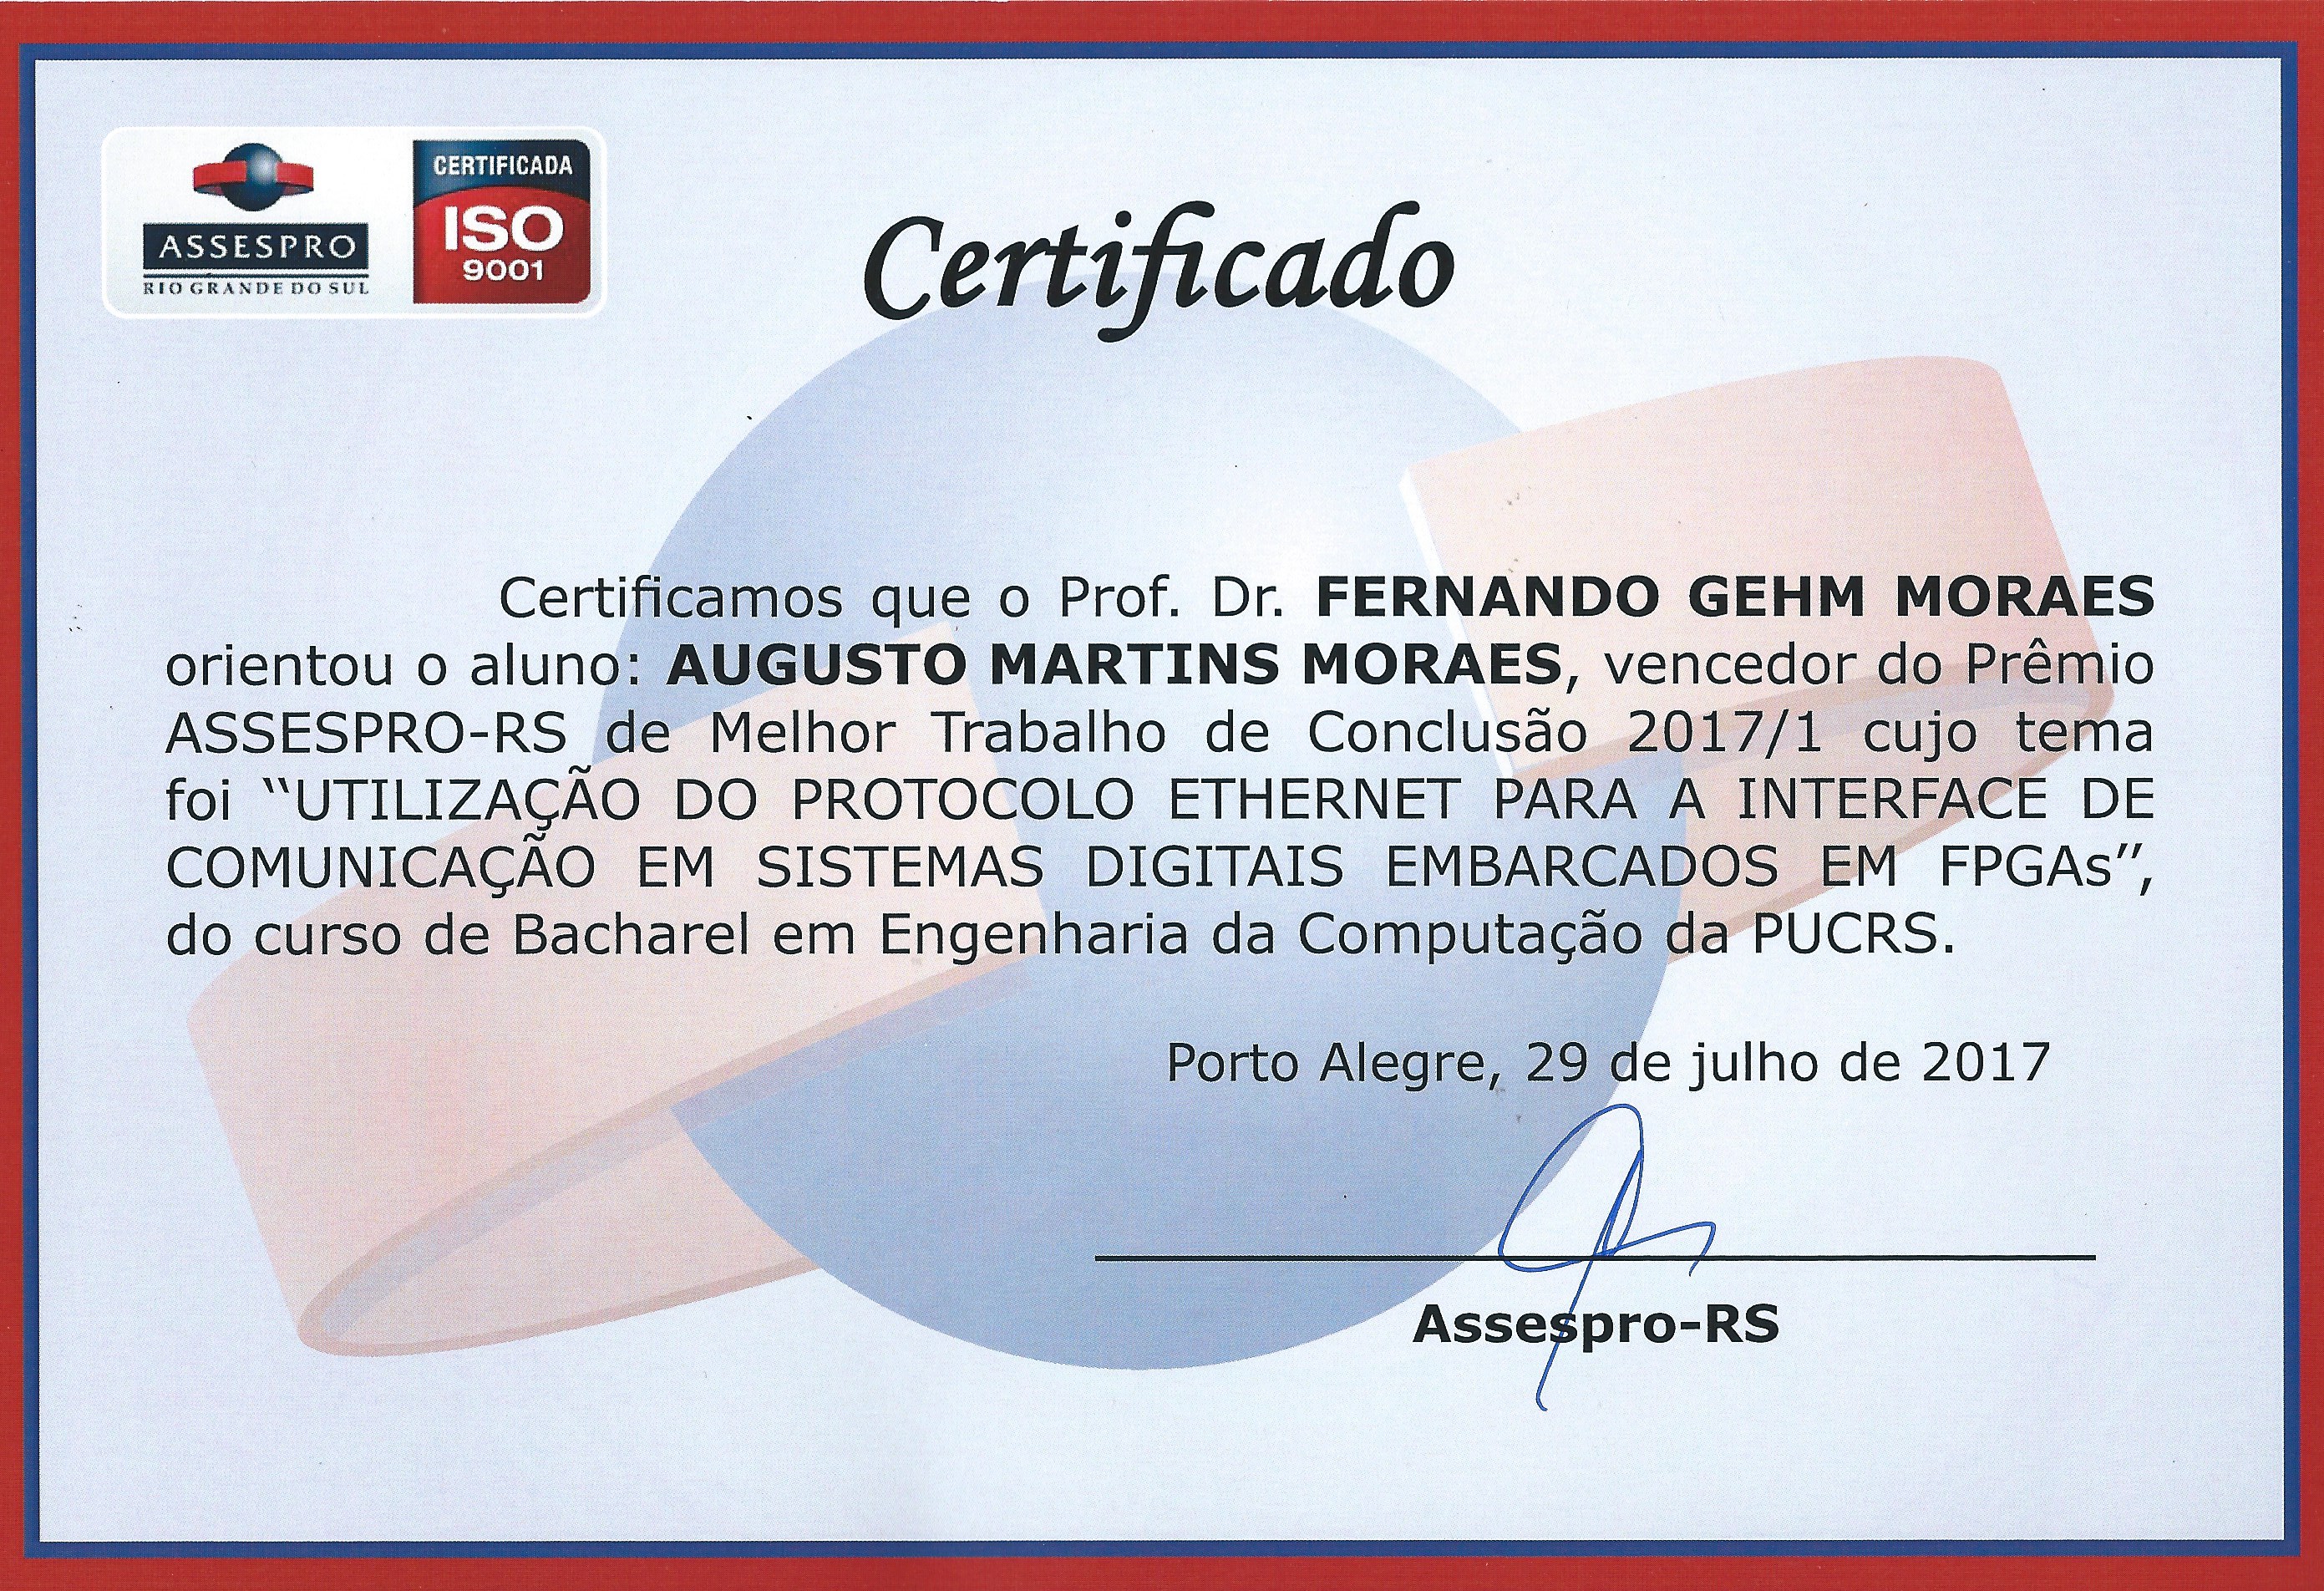 ASSESPRO
RIO GRANDE DO SUL
CERTIFICADA
ISO
9001
Certificado
Certificamos que o Prof. Dr. FERNANDO GEHM MORAES
orientou o aluno: AUGUSTO MARTINS MORAES, vencedor do Prêmio
ASSESPRO-RS de Melhor Trabalho de Conclusão 2017/1 cujo tema
foi “UTILIZAÇÃO DO PROTOCOLO ETHERNET PARA A INTERFACE DE
COMUNICAÇÃO EM SISTEMAS DIGITAIS EMBARCADOS EM FPGAs”,
do curso de Bacharel em Engenharia da Computação da PUCRS.
Porto Alegre, 29 de julho de 2017
Assespro-RS